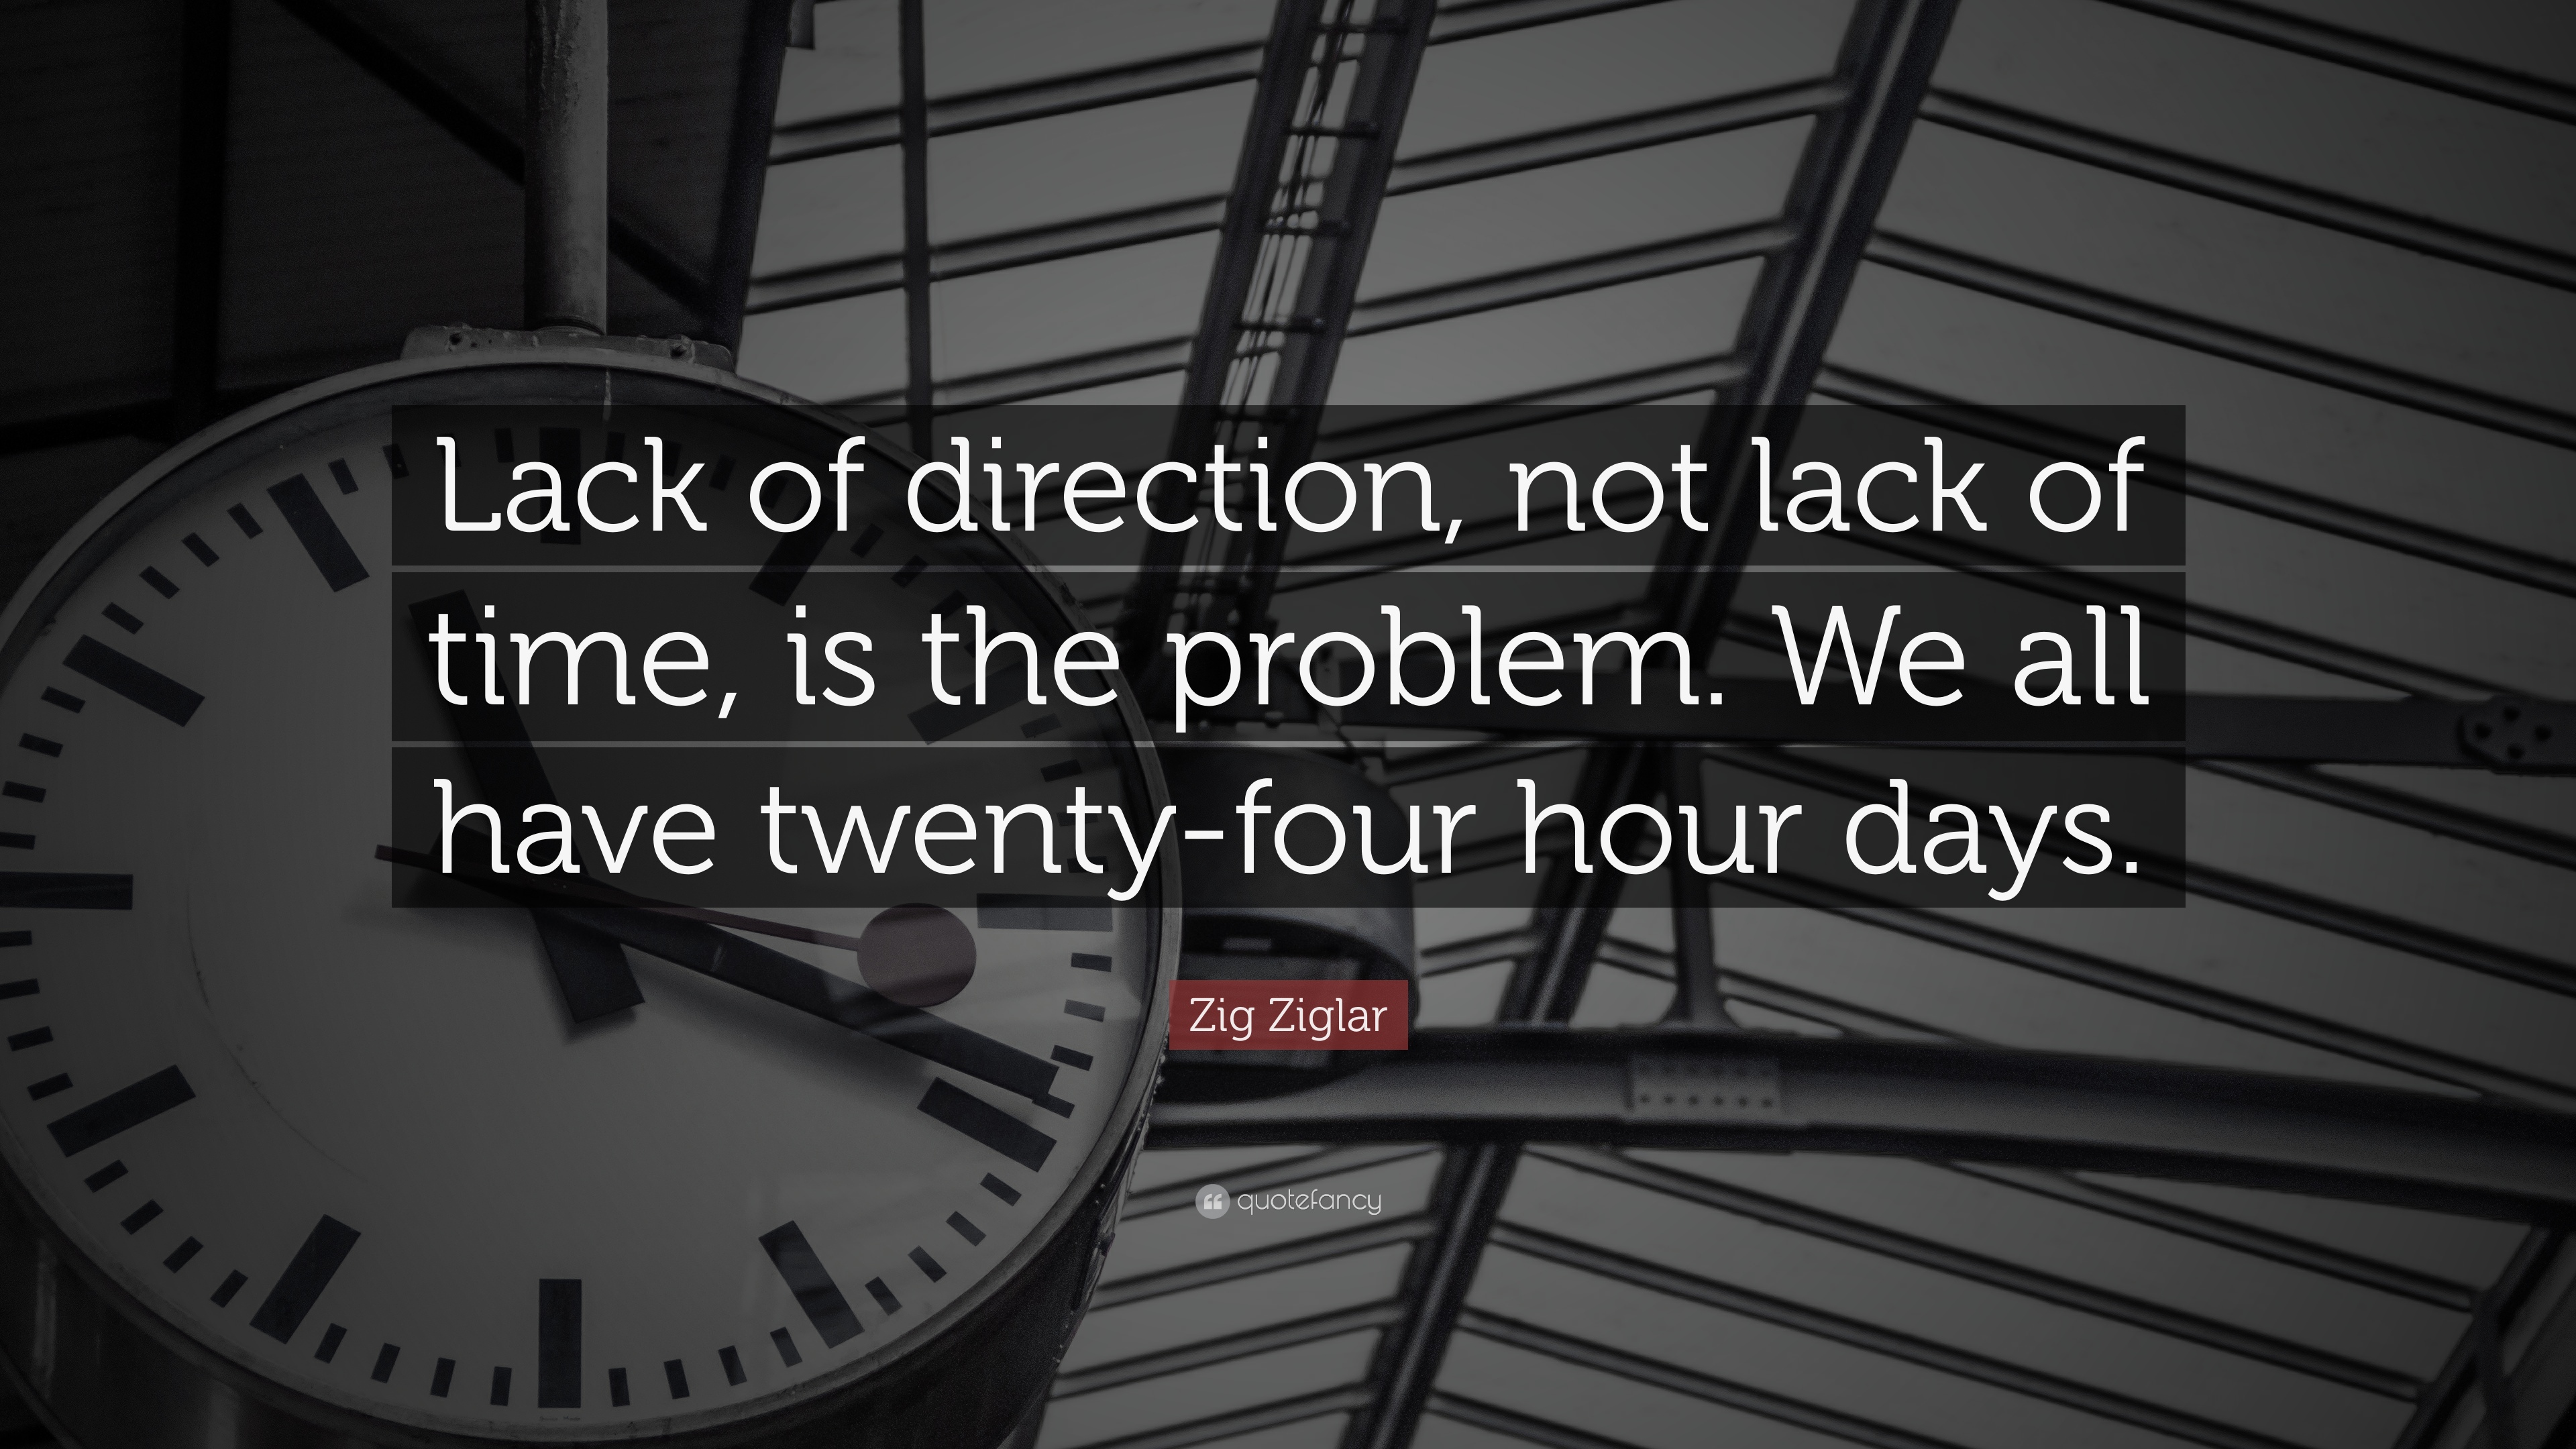 Lack of direction, not lack of
time, is the problem. We all
have twenty-four hour days.
Zig Ziglar
quotefancy